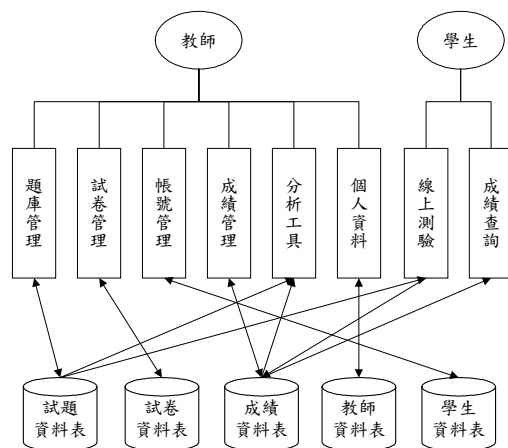 教師
學生
題庫管理
試卷管理
帳號管理
成績管理
分析工具
個人資料
線上測驗
成績查詢
試題
資料表
試卷
資料表
成績
資料表
教師
資料表
學生
資料表